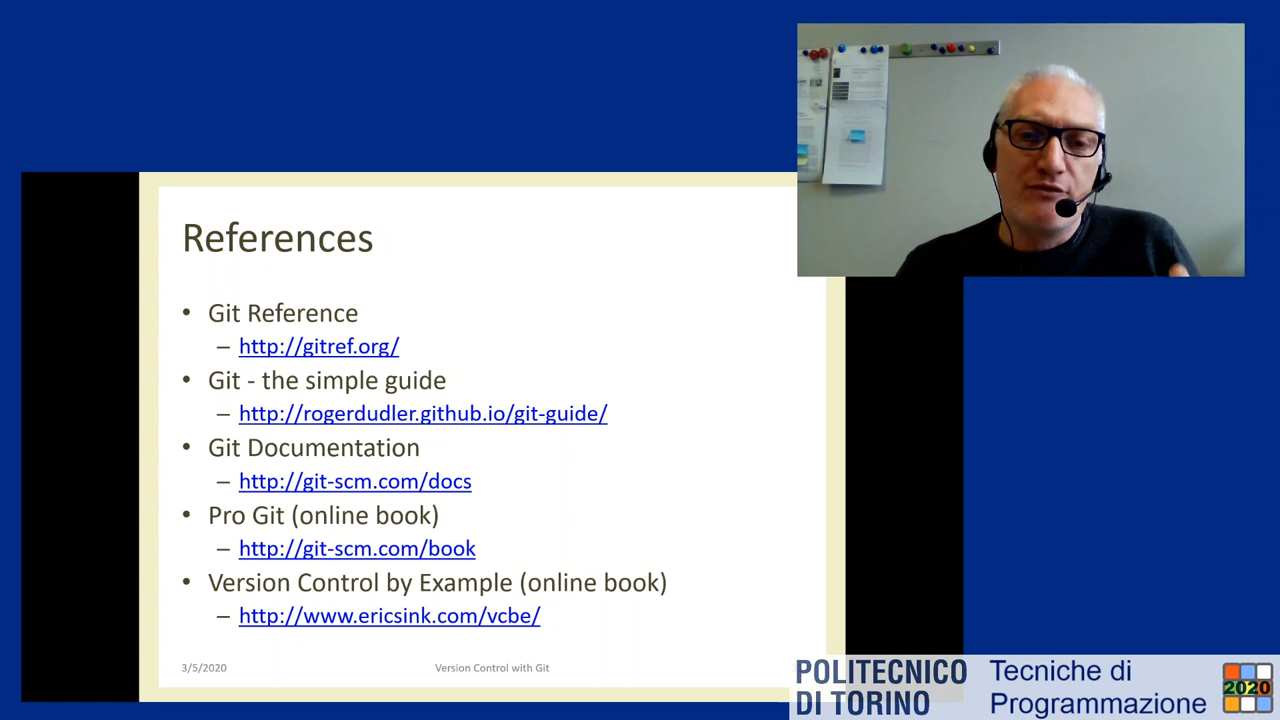 References
• Git Reference
– http://gitref.org/
• Git - the simple guide
– http://rogerdudler.github.io/git-guide/
• Git Documentation
– http://git-scm.com/docs
• Pro Git (online book)
– http://git-scm.com/book
• Version Control by Example (online book)
– http://www.ericsink.com/vcbe/
3/5/2020
Version Control with Git
POLITECNICO
DI TORINO
Tecniche di
Programmazione
2020